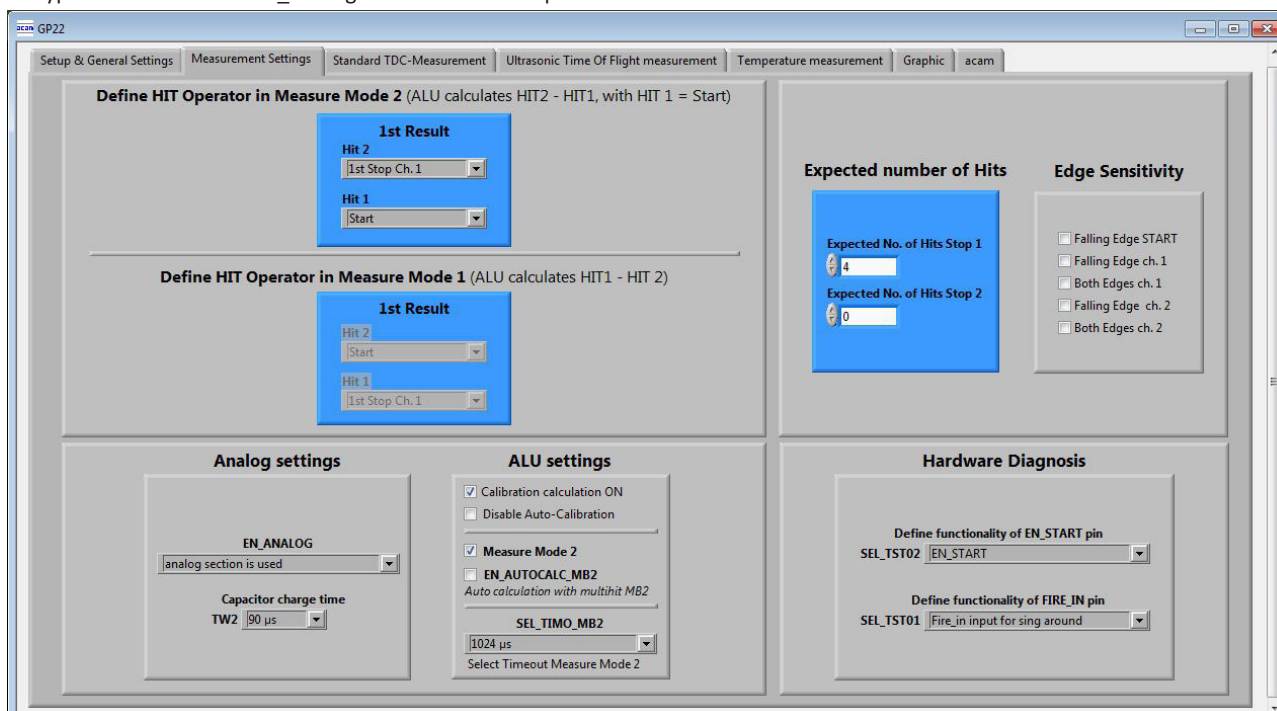 acam GP22
Setup & General Settings Measurement Settings Standard TDC-Measurement Ultrasonic Time Of Flight measurement Temperature measurement Graphic acam
Define HIT Operator in Measure Mode 2 (ALU calculates HIT2 - HIT1, with HIT 1 = Start)
1st Result
Hit 2
1st Stop Ch. 1
Hit 1
Start
Define HIT Operator in Measure Mode 1 (ALU calculates HIT1 - HIT 2)
1st Result
Hit 2
Start
Hit 1
1st Stop Ch. 1
Expected number of Hits
Expected No. of Hits Stop 1
4
Expected No. of Hits Stop 2
0
Edge Sensitivity
Falling Edge START
Falling Edge ch. 1
Both Edges ch. 1
Falling Edge ch. 2
Both Edges ch. 2
Analog settings
EN_ANALOG
analog section is used
Capacitor charge time
TW2 90 µs
ALU settings
Calibration calculation ON
Disable Auto-Calibration
Measure Mode 2
EN_AUTOCALC_MB2
Auto calculation with multihit MB2
SEL_TIMO_MB2
1024 µs
Select Timeout Measure Mode 2
Hardware Diagnosis
Define functionality of EN_START pin
SEL_TST02 EN_START
Define functionality of FIRE_IN pin
SEL_TST01 Fire_in input for sing around